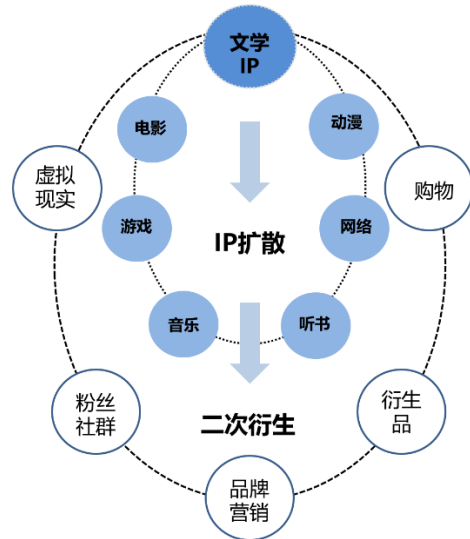 文学
IP
电影
动漫
虚拟
现实
购物
游戏
网络
IP扩散
音乐
听书
粉丝
社群
二次衍生
衍生
品
品牌
营销